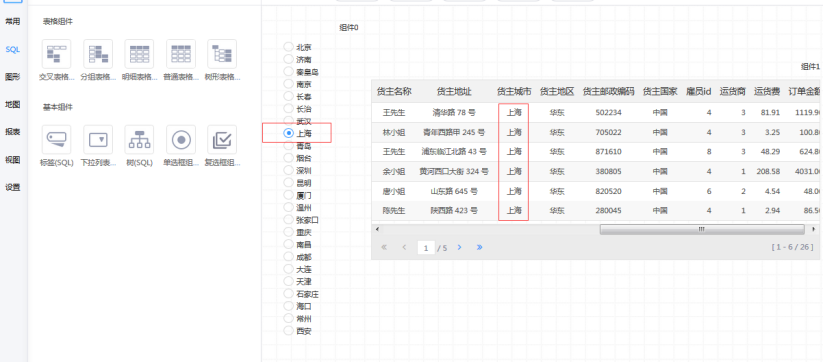 常用
SQL
图形
地图
报表
视图
设置
表格组件
交叉表格... 分组表格... 明细表格... 普通表格... 树形表格...
基本组件
标签(SQL) 下拉列表... 树(SQL) 单选框组... 复选框组...
组件0
北京
济南
秦皇岛
南京
长春
长治
武汉
上海
青岛
烟台
深圳
昆明
厦门
温州
张家口
重庆
南昌
成都
大连
天津
石家庄
海口
常州
西安
组件1
货主名称 货主地址 货主城市 货主地区 货主邮政编码 货主国家 雇员id 运货商 运货费 订单金额
王先生 清华路 78 号 上海 华东 502234 中国 4 3 81.91 1119.90
林小姐 青年西路甲 245 号 上海 华东 705022 中国 4 3 3.25 100.80
王先生 浦东临江北路 43 号 上海 华东 871610 中国 8 3 48.29 624.80
余小姐 黄河西口大街 324 号 上海 华东 380805 中国 4 1 208.58 4031.00
唐小姐 山东路 645 号 上海 华东 820520 中国 6 2 4.54 48.00
陈先生 陕西路 423 号 上海 华东 280045 中国 4 1 2.94 86.50
1 / 5 [1 - 6 / 26]